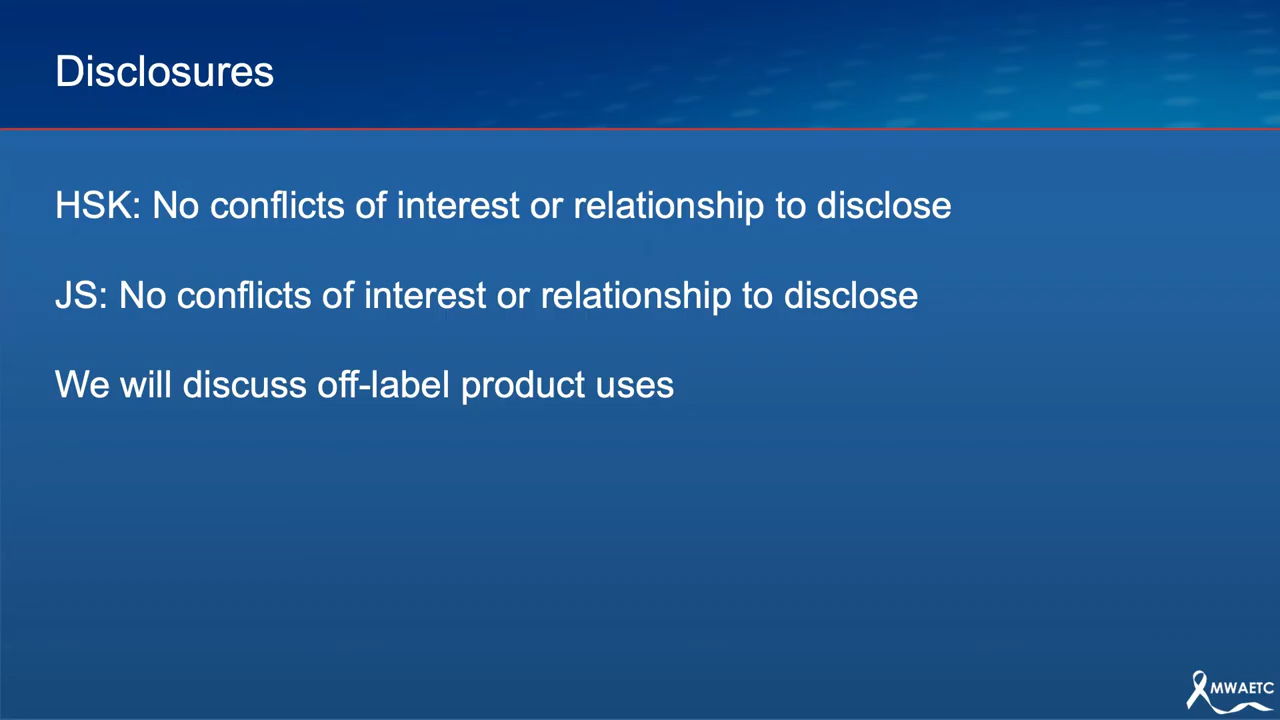 Disclosures
HSK: No conflicts of interest or relationship to disclose
JS: No conflicts of interest or relationship to disclose
We will discuss off-label product uses
MWAETC